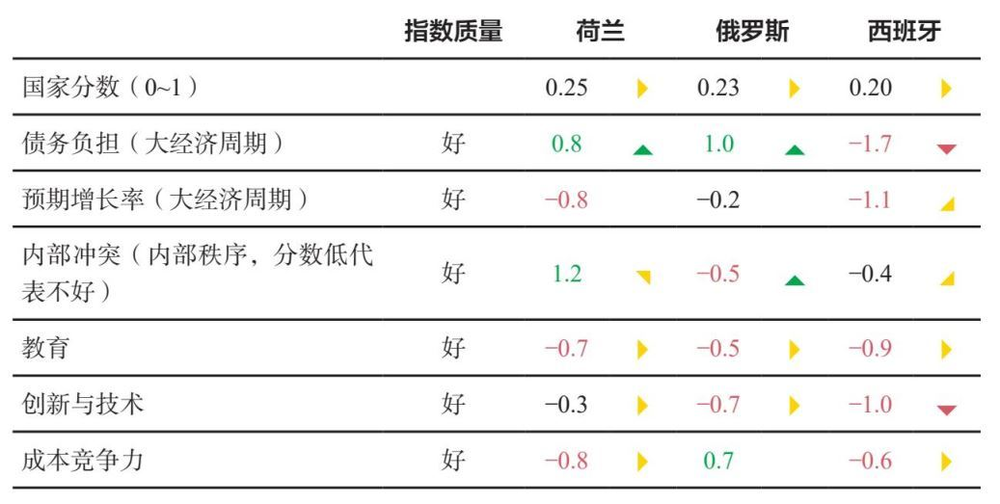 指数质量 荷兰 俄罗斯 西班牙
国家分数（0~1） 0.25 0.23 0.20
债务负担（大经济周期） 好 0.8 1.0 −1.7
预期增长率（大经济周期） 好 −0.8 −0.2 −1.1
内部冲突（内部秩序，分数低代
表不好） 好 1.2 −0.5 −0.4
教育 好 −0.7 −0.5 −0.9
创新与技术 好 −0.3 −0.7 −1.0
成本竞争力 好 −0.8 0.7 −0.6